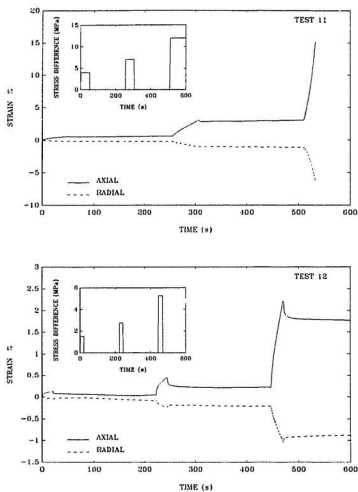 TEST 11
STRAIN %
20
15
10
5
0
-5
-10
STRESS DIFFERENCE (MPa)
15
10
5
0
0 200 400 600
TIME (s)
AXIAL
RADIAL
0 100 200 300 400 500 600
TIME (s)
TEST 12
STRAIN %
3
2.5
2
1.5
1
0.5
0
-0.5
-1
-1.5
STRESS DIFFERENCE (MPa)
6
4
2
0
0 200 400 600
TIME (s)
AXIAL
RADIAL
0 100 200 300 400 500 600
TIME (s)